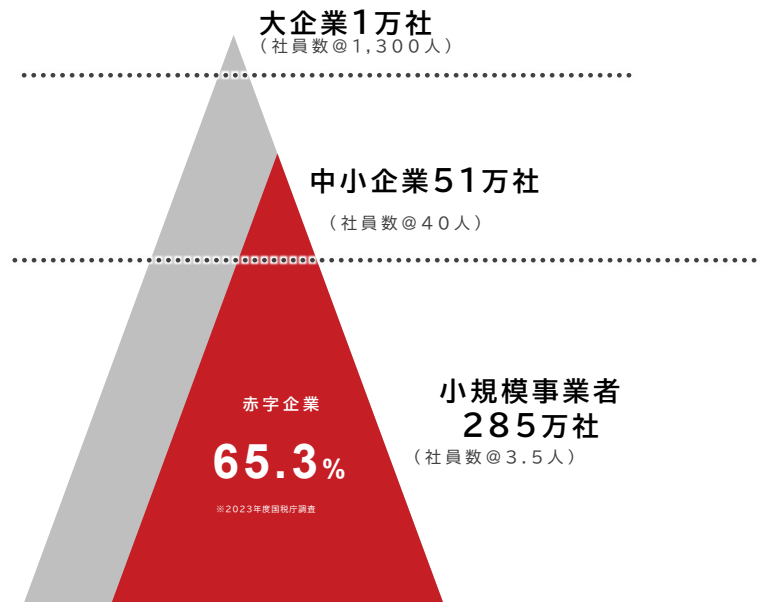 大企業1万社
（社員数@1,300人）
中小企業51万社
（社員数@40人）
小規模事業者
285万社
（社員数@3.5人）
赤字企業
65.3%
※2023年度国税庁調査